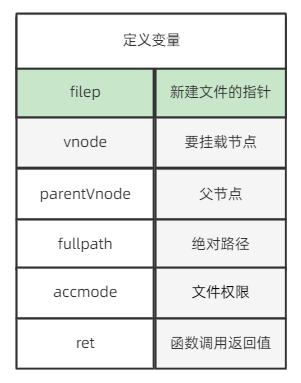 定义变量
filep 新建文件的指针
vnode 要挂载节点
parentVnode 父节点
fullpath 绝对路径
accmode 文件权限
ret 函数调用返回值